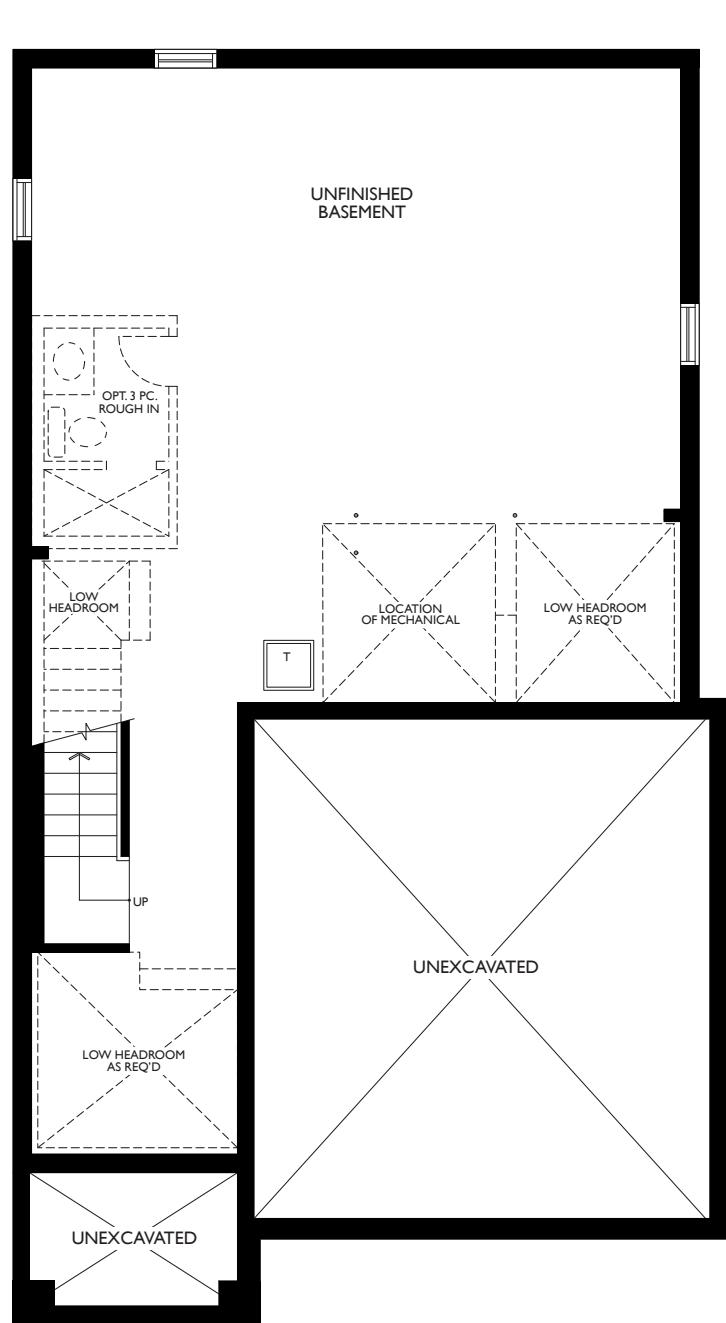 UNFINISHED
BASEMENT
OPT. 3 PC.
ROUGH IN
LOW
HEADROOM
LOCATION
OF MECHANICAL
LOW HEADROOM
AS REQ'D
T
UP
UNEXCAVATED
LOW HEADROOM
AS REQ'D
UNEXCAVATED